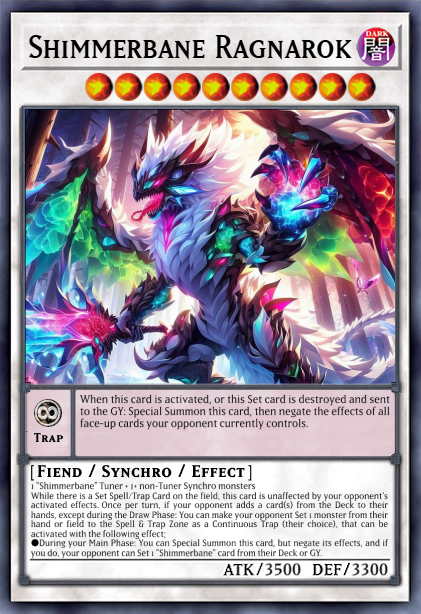 Shimmerbane Ragnarok
DARK
闇
When this card is activated, or this Set card is destroyed and sent
to the GY: Special Summon this card, then negate the effects of all
face-up cards your opponent currently controls.
Trap
[Fiend / Synchro / Effect]
1 "Shimmerbane" Tuner + 1+ non-Tuner Synchro monsters
While there is a Set Spell/Trap Card on the field, this card is unaffected by your opponent's
activated effects. Once per turn, if your opponent adds a card(s) from the Deck to their
hands, except during the Draw Phase: You can make your opponent Set 1 monster from their
hand or field to the Spell & Trap Zone as a Continuous Trap (their choice), that can be
activated with the following effect;
●During your Main Phase: You can Special Summon this card, but negate its effects, and if
you do, your opponent can Set 1 "Shimmerbane" card from their Deck or GY.
ATK/3500 DEF/3300